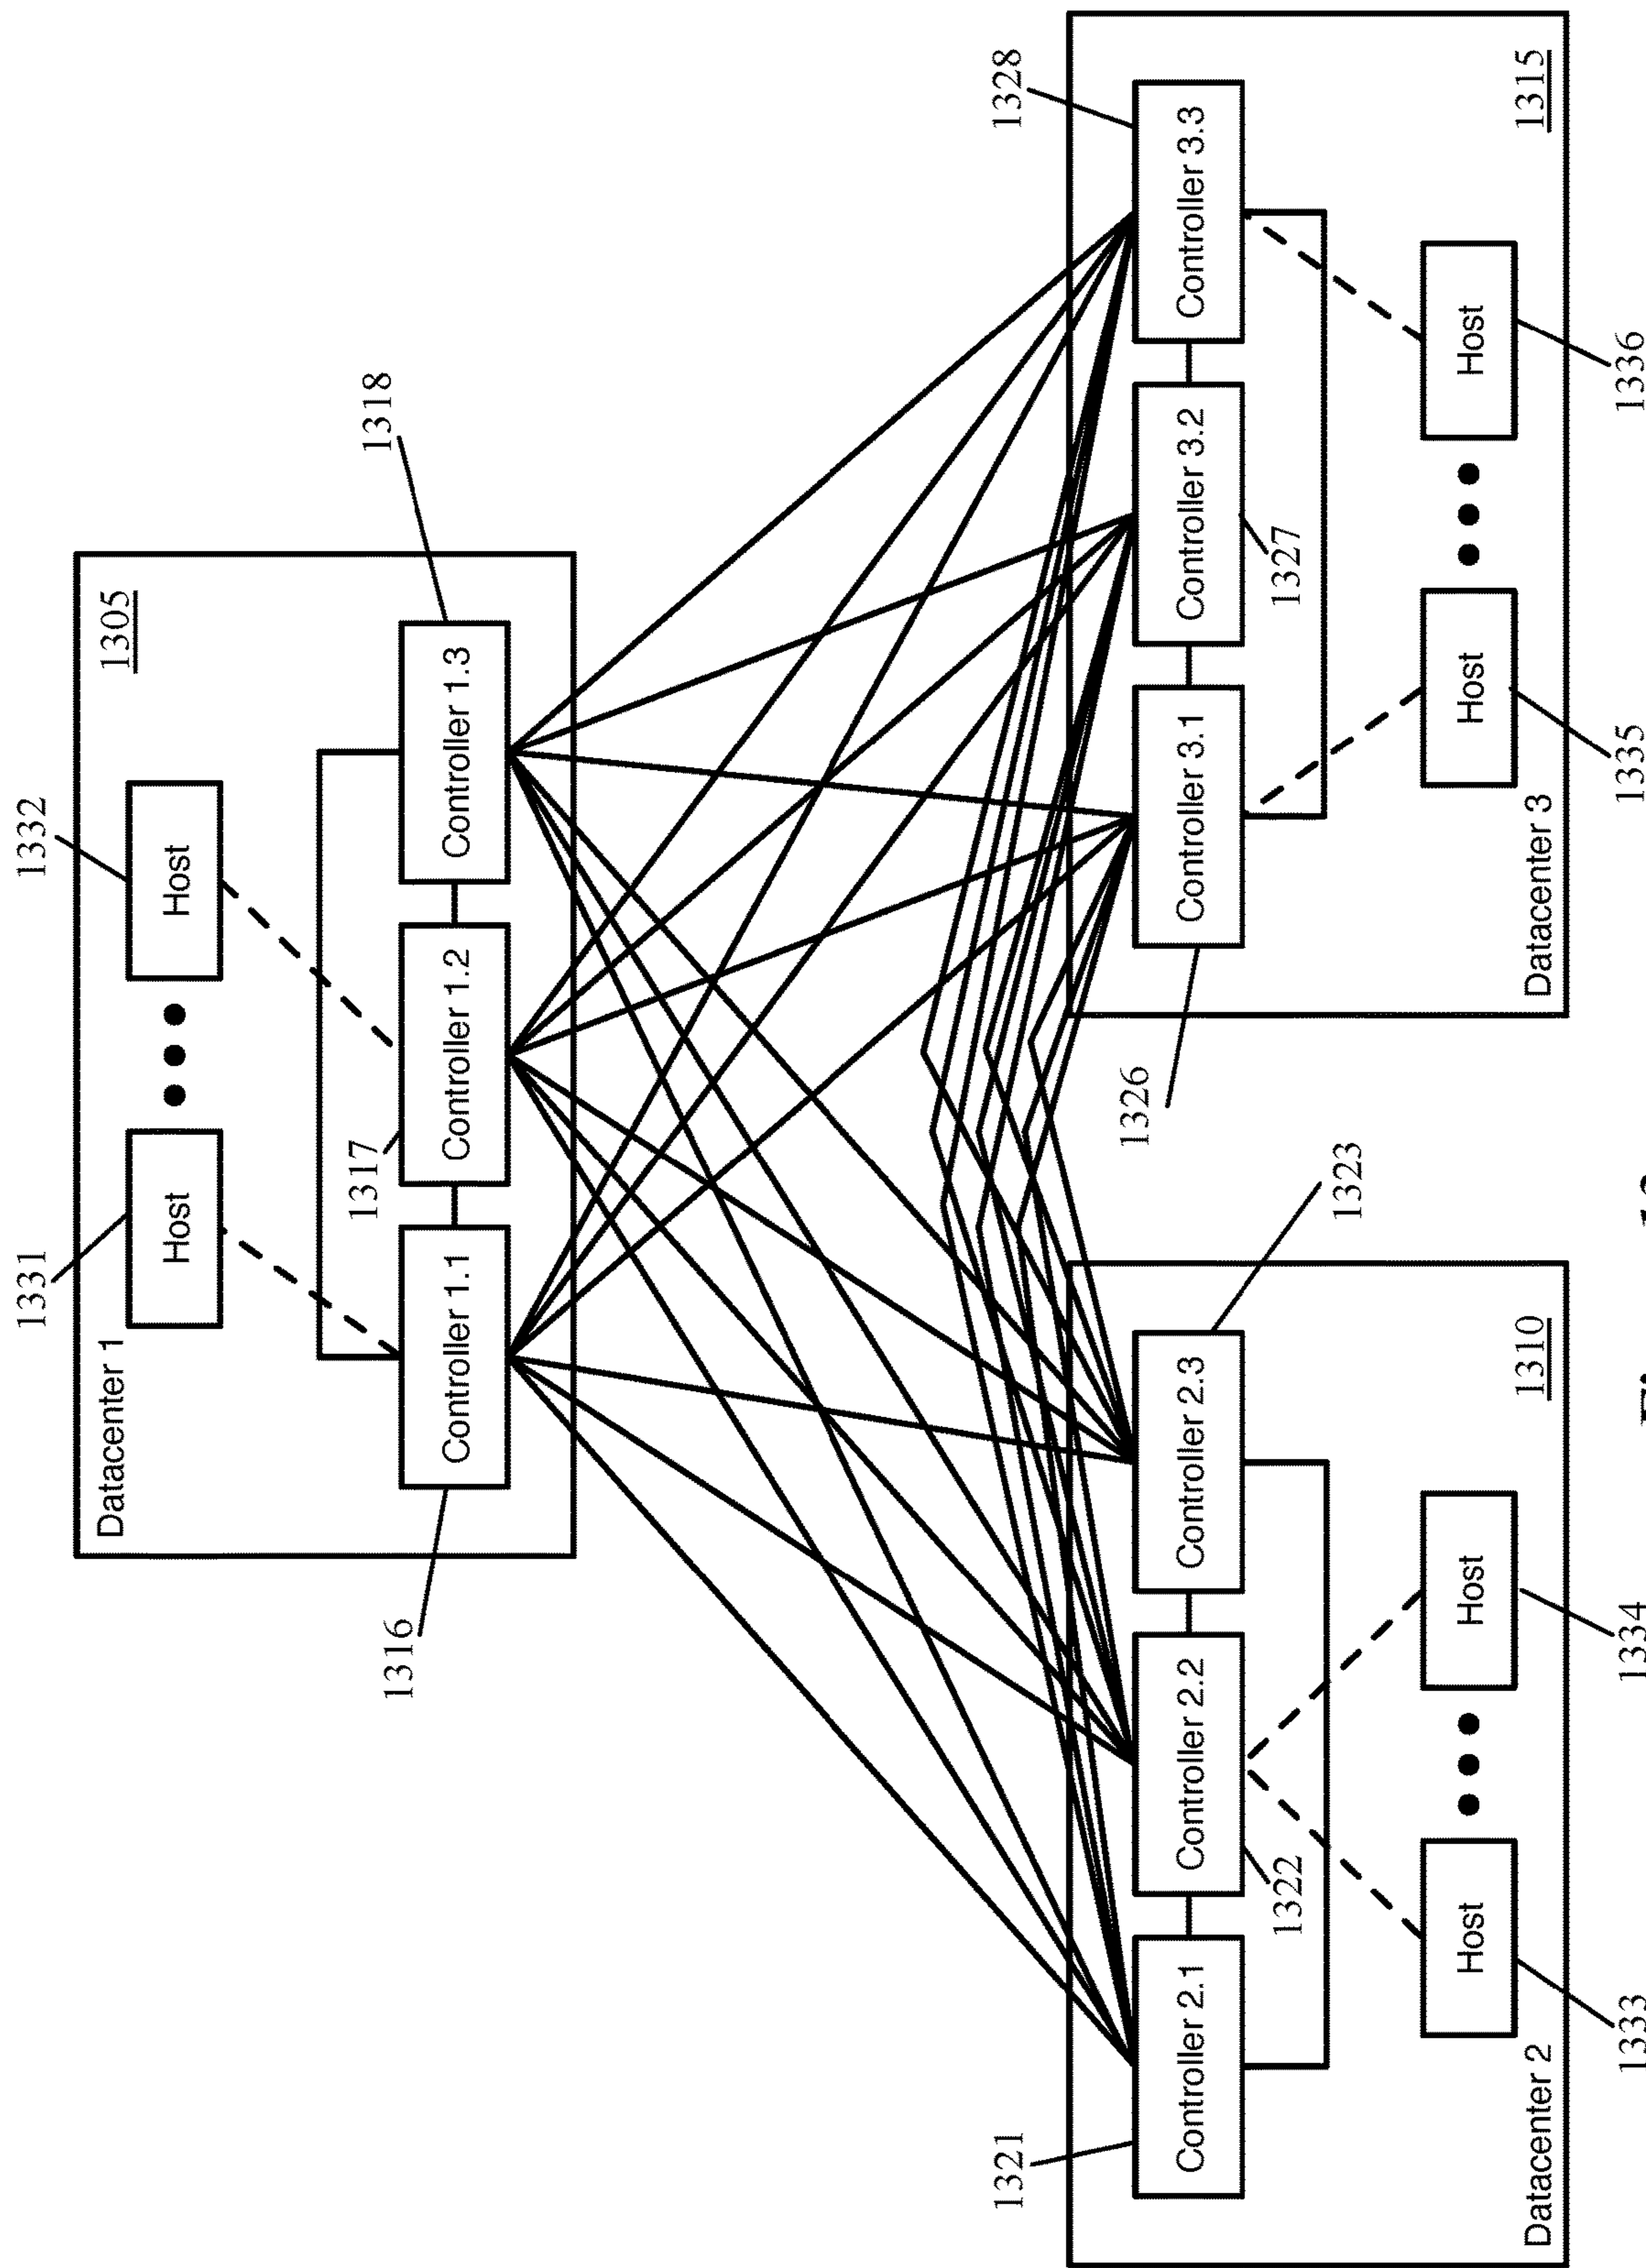 1331
1332
Datacenter 1
1305
Host
Host
1317
1318
Controller 1.1
Controller 1.2
Controller 1.3
1316
1321
1328
Controller 2.1
Controller 2.2
Controller 2.3
Controller 3.1
Controller 3.2
Controller 3.3
1322
1323
1326
1327
Host
Host
Host
Host
Datacenter 2
1310
Datacenter 3
1315
1333
1334
1335
1336